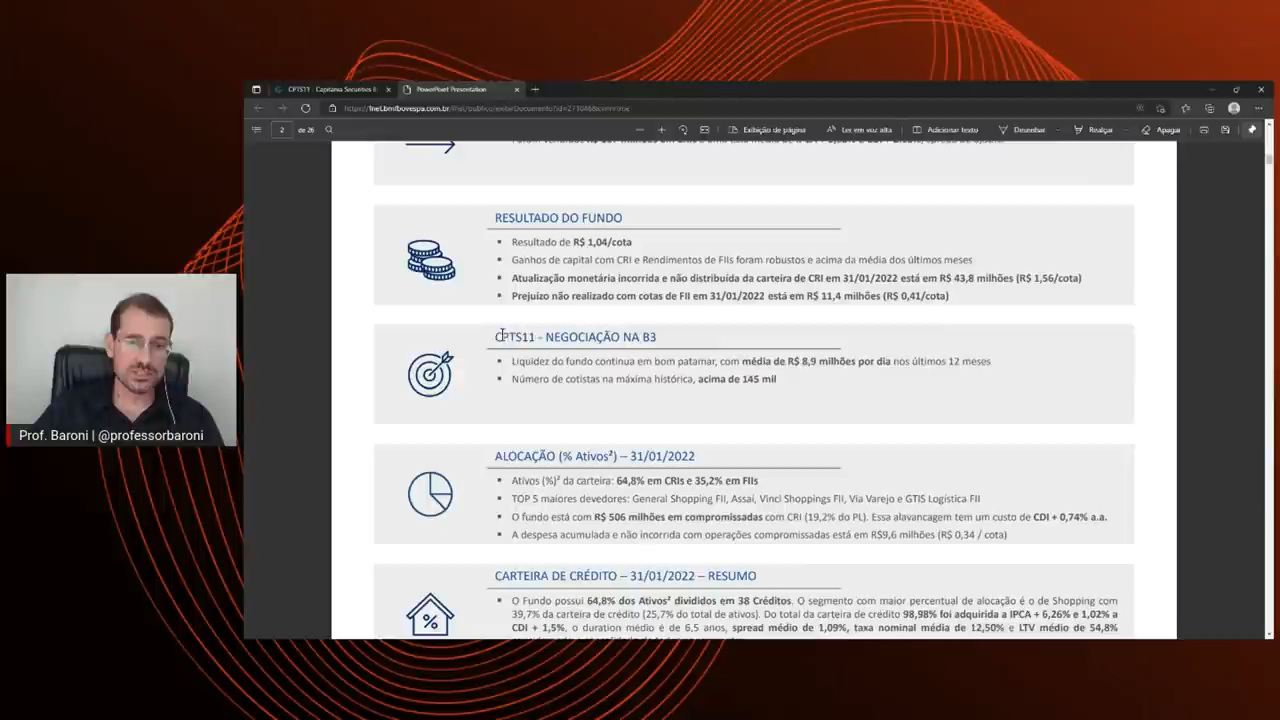 CPTS11 - Capitania Securities II
PowerPoint Presentation
2
de 26
Exibição de página
Ler em voz alta
Adicionar texto
Desenhar
Realçar
Apagar
RESULTADO DO FUNDO
▪ Resultado de R$ 1,04/cota
▪ Ganhos de capital com CRI e Rendimentos de FIIs foram robustos e acima da média dos últimos meses
▪ Atualização monetária incorrida e não distribuída da carteira de CRI em 31/01/2022 está em R$ 43,8 milhões (R$ 1,56/cota)
▪ Prejuízo não realizado com cotas de FII em 31/01/2022 está em R$ 11,4 milhões (R$ 0,41/cota)
CPTS11 - NEGOCIAÇÃO NA B3
▪ Liquidez do fundo continua em bom patamar, com média de R$ 8,9 milhões por dia nos últimos 12 meses
▪ Número de cotistas na máxima histórica, acima de 145 mil
ALOCAÇÃO (% Ativos²) – 31/01/2022
▪ Ativos (%)² da carteira: 64,8% em CRIs e 35,2% em FIIs
▪ TOP 5 maiores devedores: General Shopping FII, Assaí, Vinci Shoppings FII, Via Varejo e GTIS Logística FII
▪ O fundo está com R$ 506 milhões em compromissadas com CRI (19,2% do PL). Essa alavancagem tem um custo de CDI + 0,74% a.a.
▪ A despesa acumulada e não incorrida com operações compromissadas está em R$9,6 milhões (R$ 0,34 / cota)
CARTEIRA DE CRÉDITO – 31/01/2022 – RESUMO
▪ O Fundo possui 64,8% dos Ativos² divididos em 38 Créditos. O segmento com maior percentual de alocação é o de Shopping com
39,7% da carteira de crédito (25,7% do total de ativos). Do total da carteira de crédito 98,98% foi adquirida a IPCA + 6,26% e 1,02% a
CDI + 1,5%, o duration médio é de 6,5 anos, spread médio de 1,09%, taxa nominal média de 12,50% e LTV médio de 54,8%
Prof. Baroni | @professorbaroni